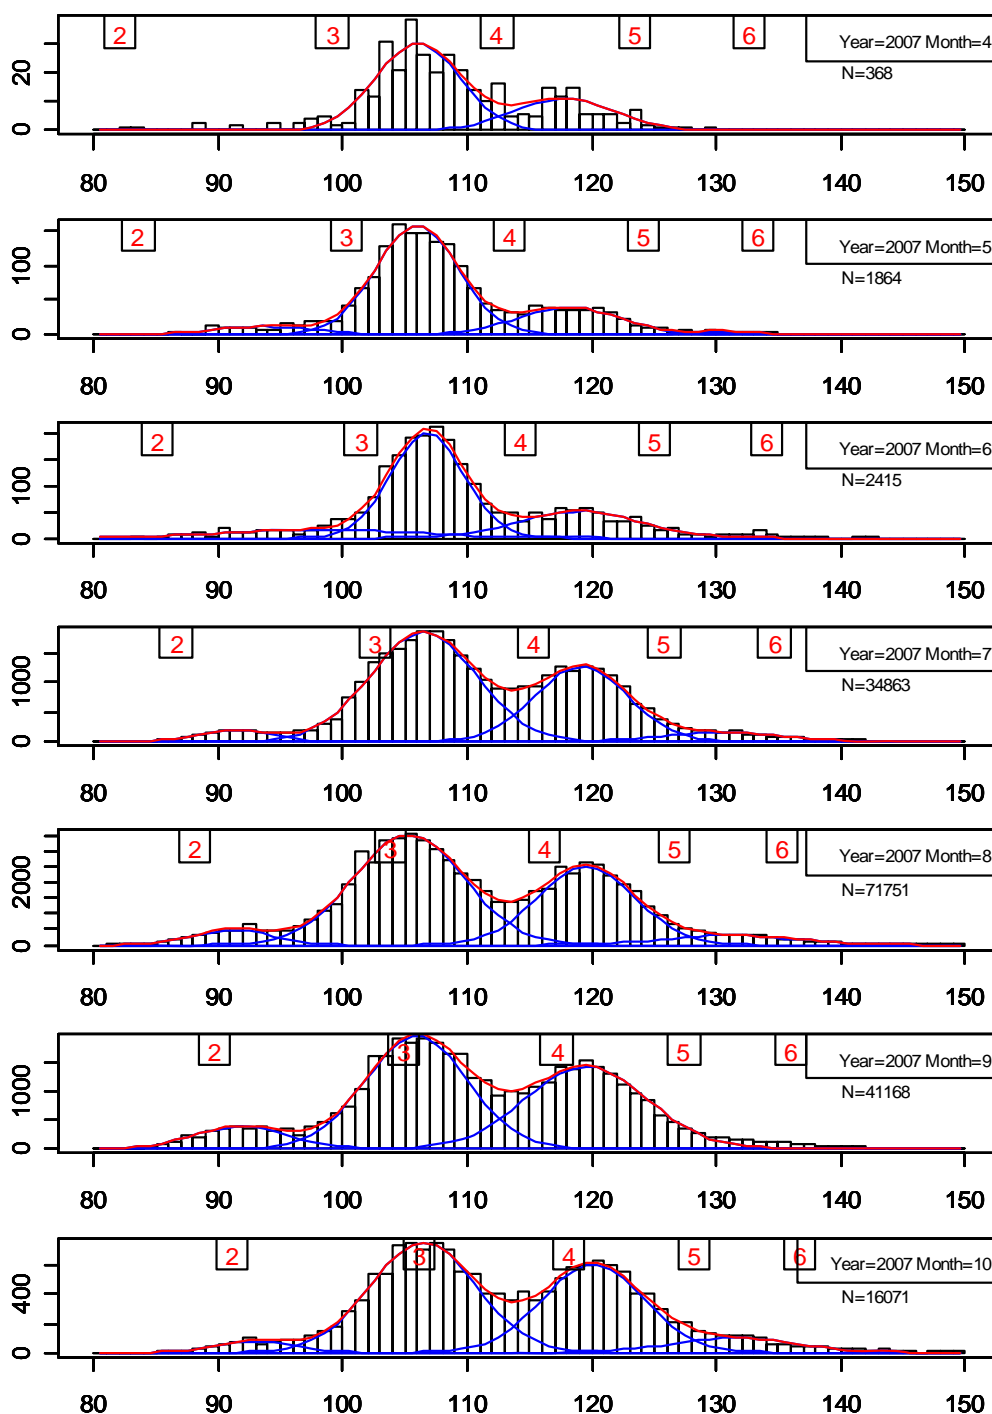 2 3 4 5 6 Year=2007 Month=4
N=368
0 20
80 90 100 110 120 130 140 150
2 3 4 5 6 Year=2007 Month=5
N=1864
0 100
80 90 100 110 120 130 140 150
2 3 4 5 6 Year=2007 Month=6
N=2415
0 100
80 90 100 110 120 130 140 150
2 3 4 5 6 Year=2007 Month=7
N=34863
0 1000
80 90 100 110 120 130 140 150
2 3 4 5 6 Year=2007 Month=8
N=71751
0 2000
80 90 100 110 120 130 140 150
2 3 4 5 6 Year=2007 Month=9
N=41168
0 1000
80 90 100 110 120 130 140 150
2 3 4 5 6 Year=2007 Month=10
N=16071
0 400
80 90 100 110 120 130 140 150